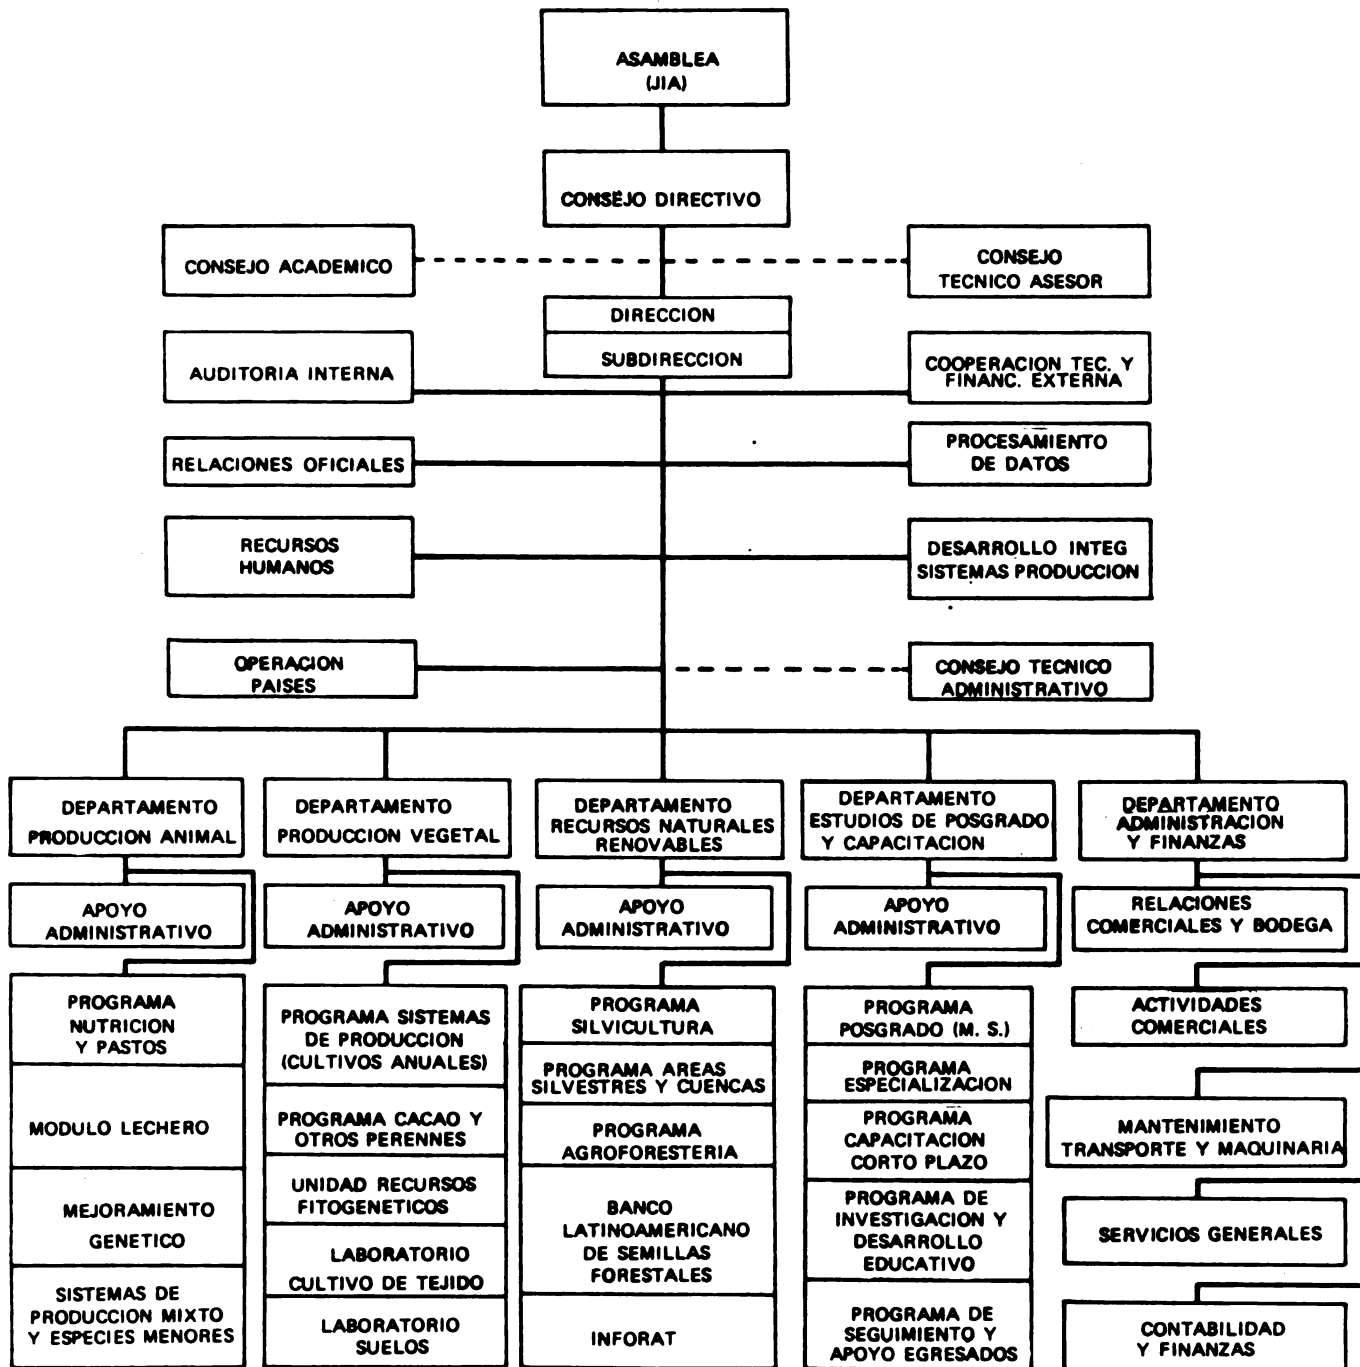 ASAMBLEA
(JIA)
CONSEJO DIRECTIVO
CONSEJO ACADEMICO
CONSEJO
TECNICO ASESOR
DIRECCION
SUBDIRECCION
AUDITORIA INTERNA
COOPERACION TEC. Y
FINANC. EXTERNA
RELACIONES OFICIALES
PROCESAMIENTO
DE DATOS
RECURSOS
HUMANOS
DESARROLLO INTEG
SISTEMAS PRODUCCION
OPERACION
PAISES
CONSEJO TECNICO
ADMINISTRATIVO
DEPARTAMENTO
PRODUCCION ANIMAL
APOYO
ADMINISTRATIVO
PROGRAMA
NUTRICION
Y PASTOS
MODULO LECHERO
MEJORAMIENTO
GENETICO
SISTEMAS DE
PRODUCCION MIXTO
Y ESPECIES MENORES
DEPARTAMENTO
PRODUCCION VEGETAL
APOYO
ADMINISTRATIVO
PROGRAMA SISTEMAS
DE PRODUCCION
(CULTIVOS ANUALES)
PROGRAMA CACAO Y
OTROS PERENNES
UNIDAD RECURSOS
FITOGENETICOS
LABORATORIO
CULTIVO DE TEJIDO
LABORATORIO
SUELOS
DEPARTAMENTO
RECURSOS NATURALES
RENOVABLES
APOYO
ADMINISTRATIVO
PROGRAMA
SILVICULTURA
PROGRAMA AREAS
SILVESTRES Y CUENCAS
PROGRAMA
AGROFORESTERIA
BANCO
LATINOAMERICANO
DE SEMILLAS
FORESTALES
INFORAT
DEPARTAMENTO
ESTUDIOS DE POSGRADO
Y CAPACITACION
APOYO
ADMINISTRATIVO
PROGRAMA
POSGRADO (M. S.)
PROGRAMA
ESPECIALIZACION
PROGRAMA
CAPACITACION
CORTO PLAZO
PROGRAMA DE
INVESTIGACION Y
DESARROLLO
EDUCATIVO
PROGRAMA DE
SEGUIMIENTO Y
APOYO EGRESADOS
DEPARTAMENTO
ADMINISTRACION
Y FINANZAS
RELACIONES
COMERCIALES Y BODEGA
ACTIVIDADES
COMERCIALES
MANTENIMIENTO
TRANSPORTE Y MAQUINARIA
SERVICIOS GENERALES
CONTABILIDAD
Y FINANZAS